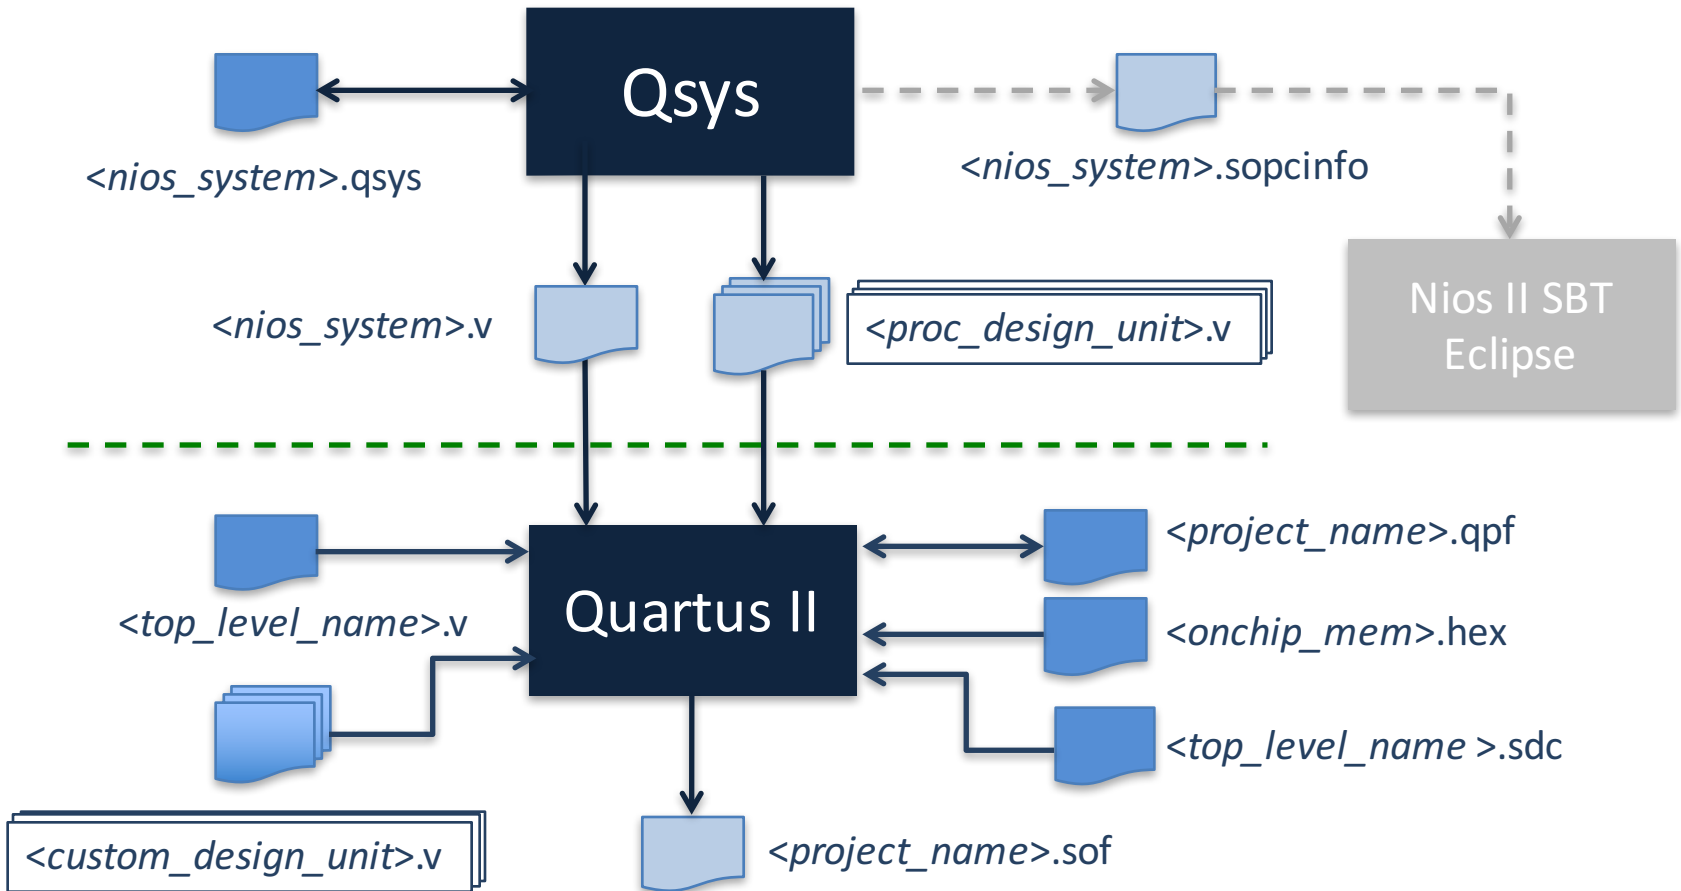 Qsys
<nios_system>.qsys
<nios_system>.sopcinfo
<nios_system>.v
<proc_design_unit>.v
Nios II SBT
Eclipse
<top_level_name>.v
Quartus II
<project_name>.qpf
<onchip_mem>.hex
<top_level_name >.sdc
<custom_design_unit>.v
<project_name>.sof